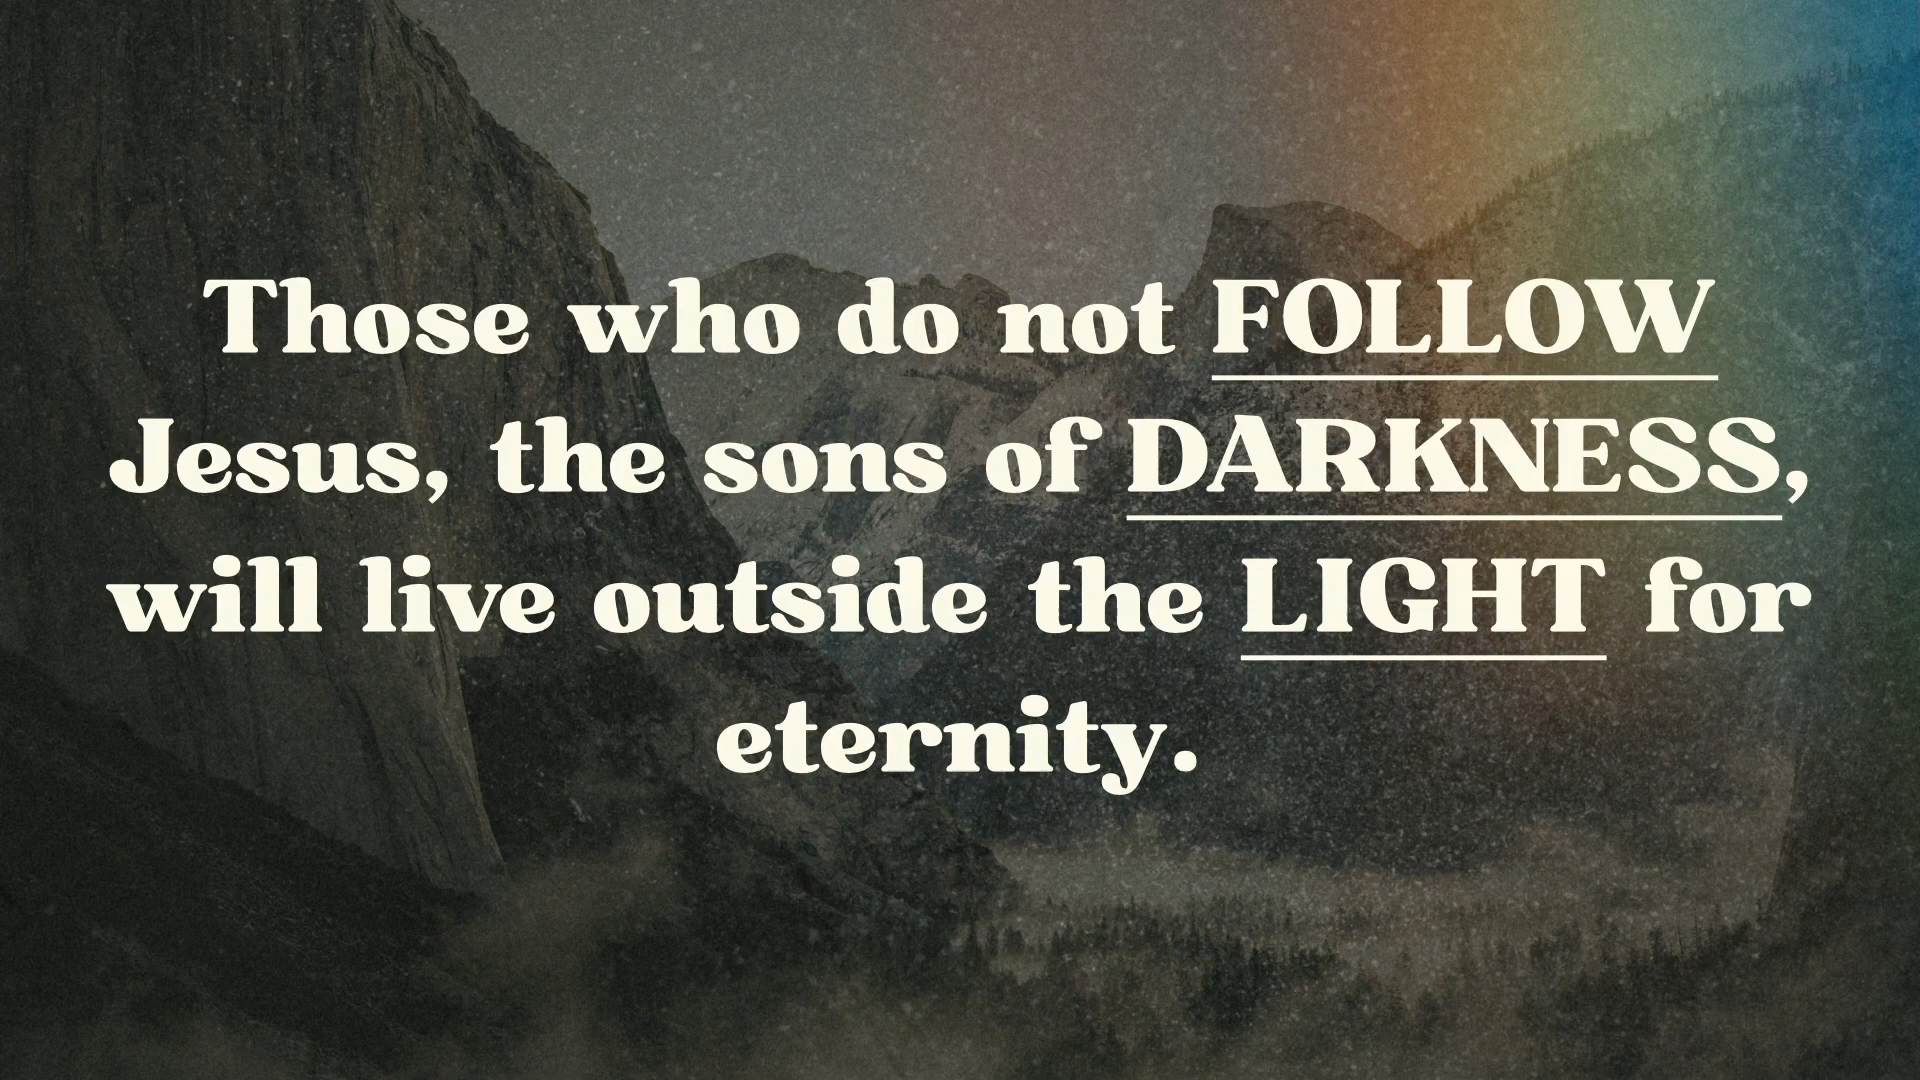 Those who do not FOLLOW
Jesus, the sons of DARKNESS,
will live outside the LIGHT for
eternity.